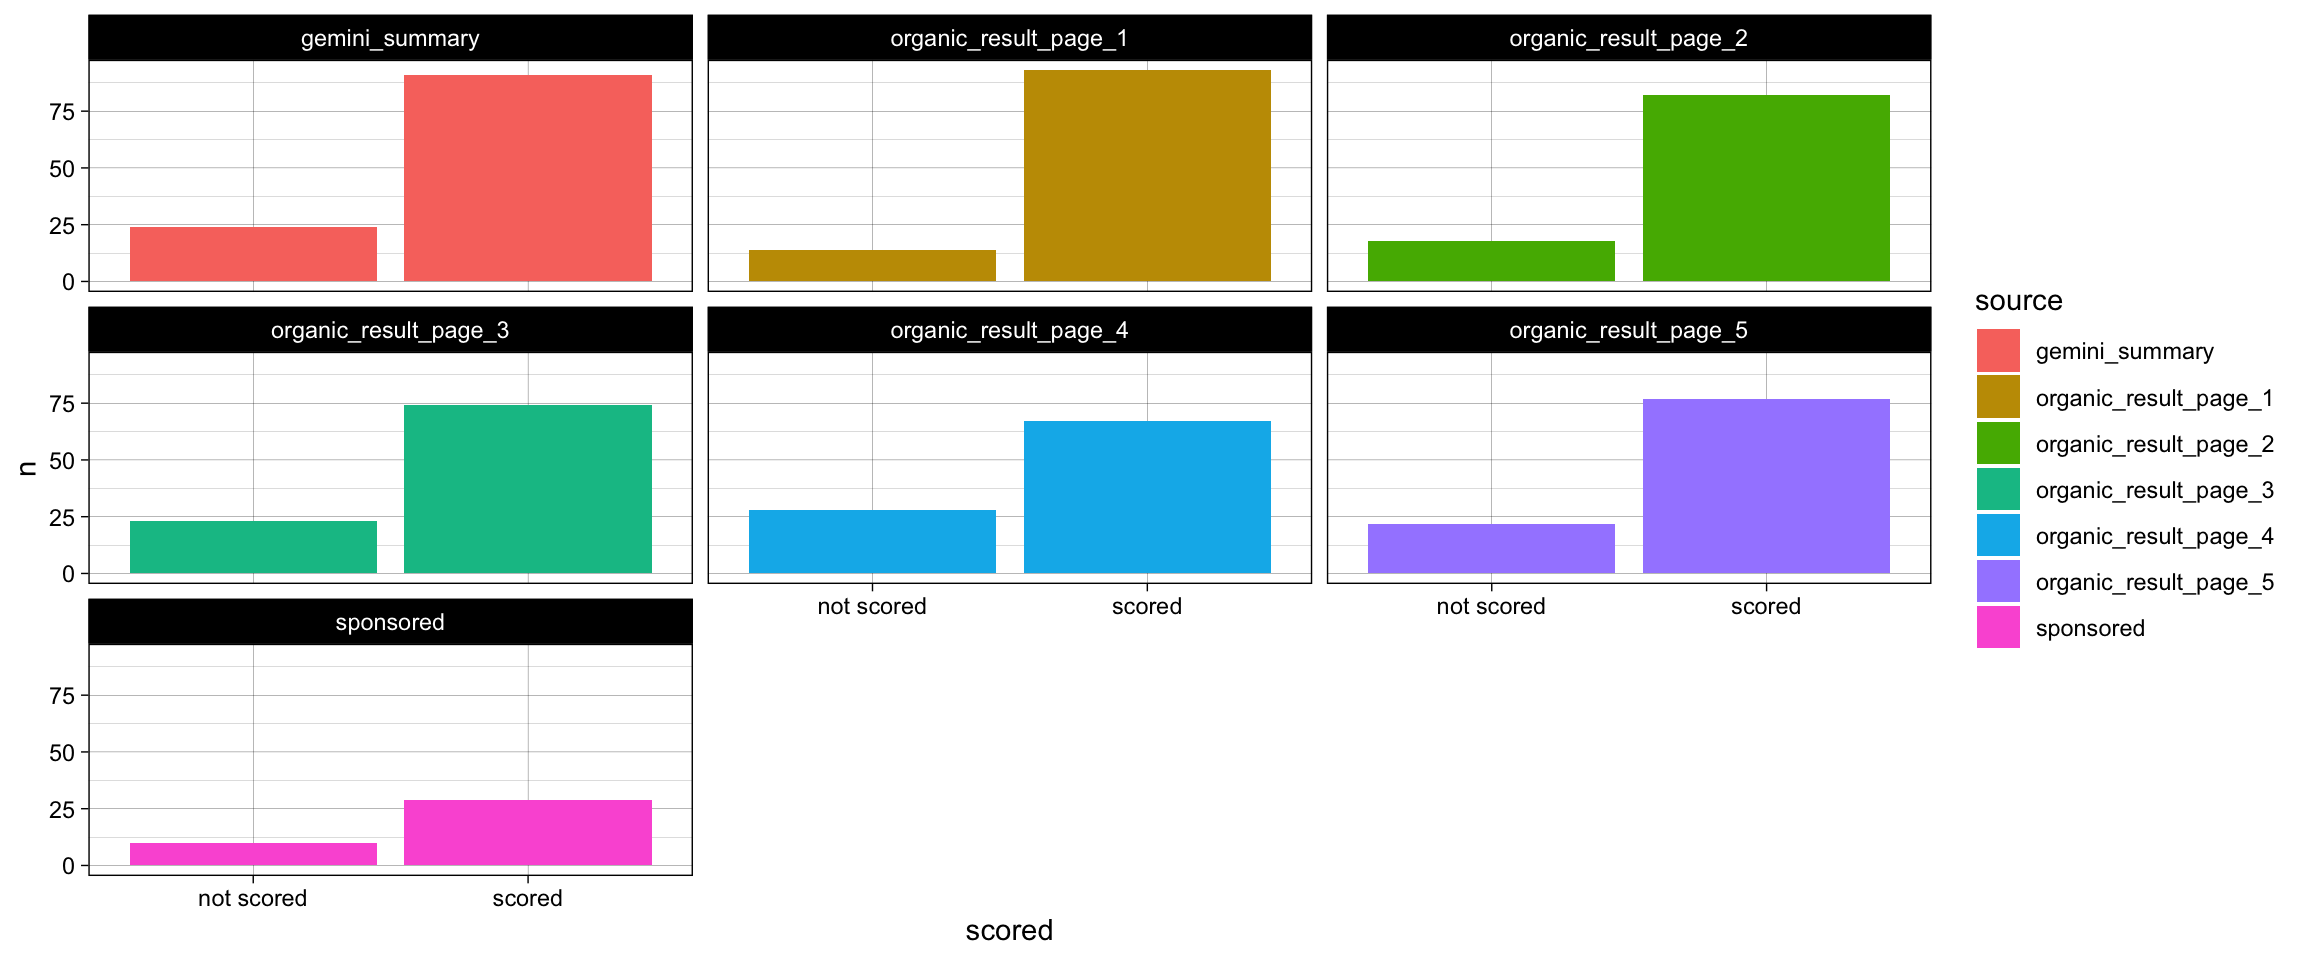 gemini_summary
organic_result_page_1
organic_result_page_2
75
50
25
0
organic_result_page_3
organic_result_page_4
organic_result_page_5
75
50
25
0
not scored
scored
not scored
scored
sponsored
75
50
25
0
not scored
scored
n
scored
source
gemini_summary
organic_result_page_1
organic_result_page_2
organic_result_page_3
organic_result_page_4
organic_result_page_5
sponsored